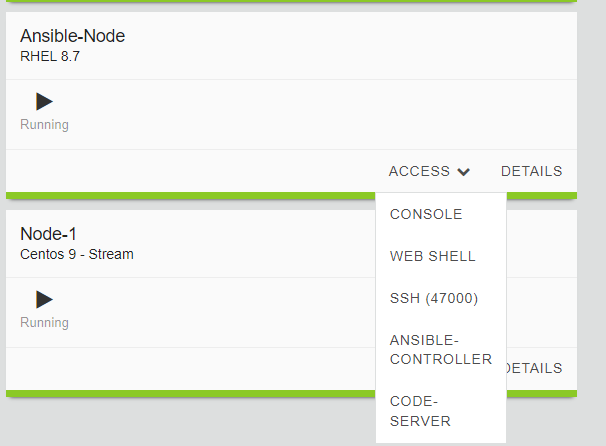 Ansible-Node
RHEL 8.7
Running
ACCESS DETAILS
CONSOLE
Node-1
Centos 9 - Stream
WEB SHELL
SSH (47000)
Running
ANSIBLE-
CONTROLLER
DETAILS
CODE-
SERVER